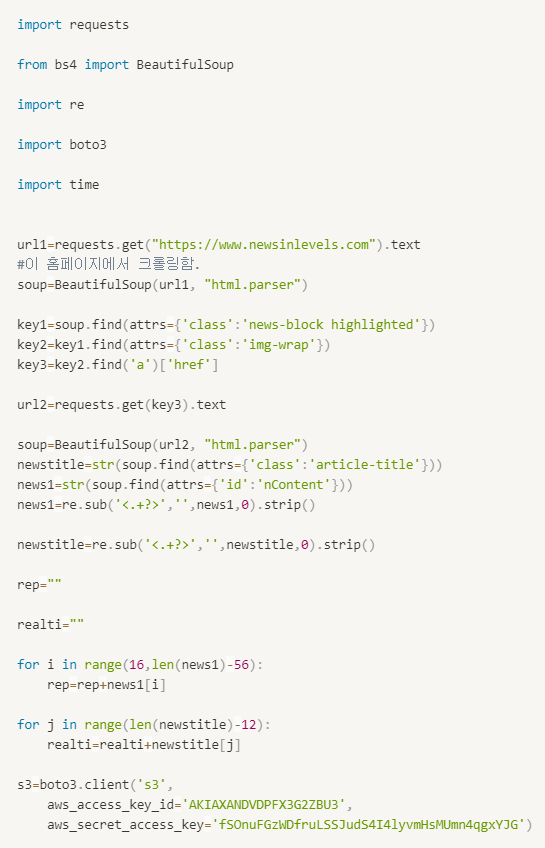 import requests
from bs4 import BeautifulSoup
import re
import boto3
import time
url1=requests.get("https://www.newsinlevels.com").text
#이 홈페이지에서 크롤링함.
soup=BeautifulSoup(url1, "html.parser")
key1=soup.find(attrs={'class':'news-block highlighted'})
key2=key1.find(attrs={'class':'img-wrap'})
key3=key2.find('a')['href']
url2=requests.get(key3).text
soup=BeautifulSoup(url2, "html.parser")
newstitle=str(soup.find(attrs={'class':'article-title'}))
news1=str(soup.find(attrs={'id':'nContent'}))
news1=re.sub('<.+?>','',news1,0).strip()
newstitle=re.sub('<.+?>','',newstitle,0).strip()
rep=""
realti=""
for i in range(16,len(news1)-56):
    rep=rep+news1[i]
for j in range(len(newstitle)-12):
    realti=realti+newstitle[j]
s3=boto3.client('s3',
    aws_access_key_id='AKIAXANDVDPFX3G2ZBU3',
    aws_secret_access_key='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')